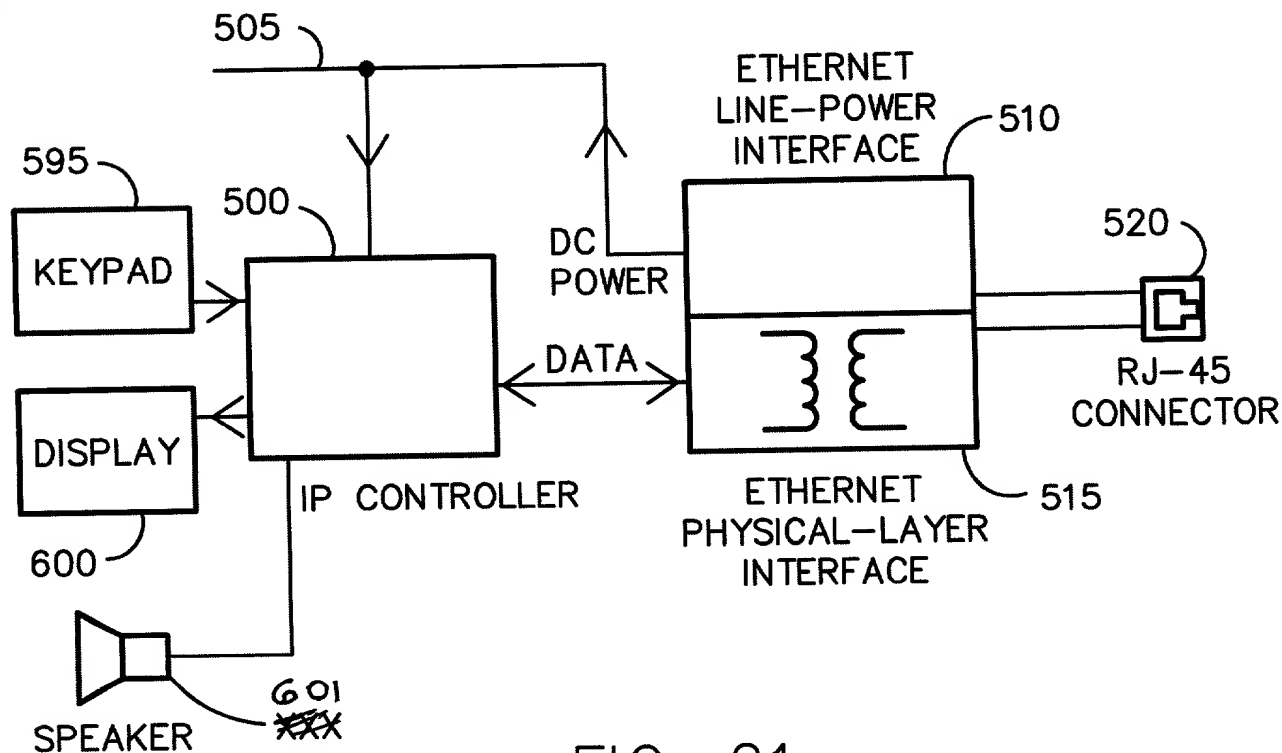 505
ETHERNET
LINE–POWER
INTERFACE
510
595
500
520
KEYPAD
DC
POWER
DATA
RJ–45
CONNECTOR
DISPLAY
IP CONTROLLER
ETHERNET
PHYSICAL–LAYER
INTERFACE
515
600
601
XXX
SPEAKER